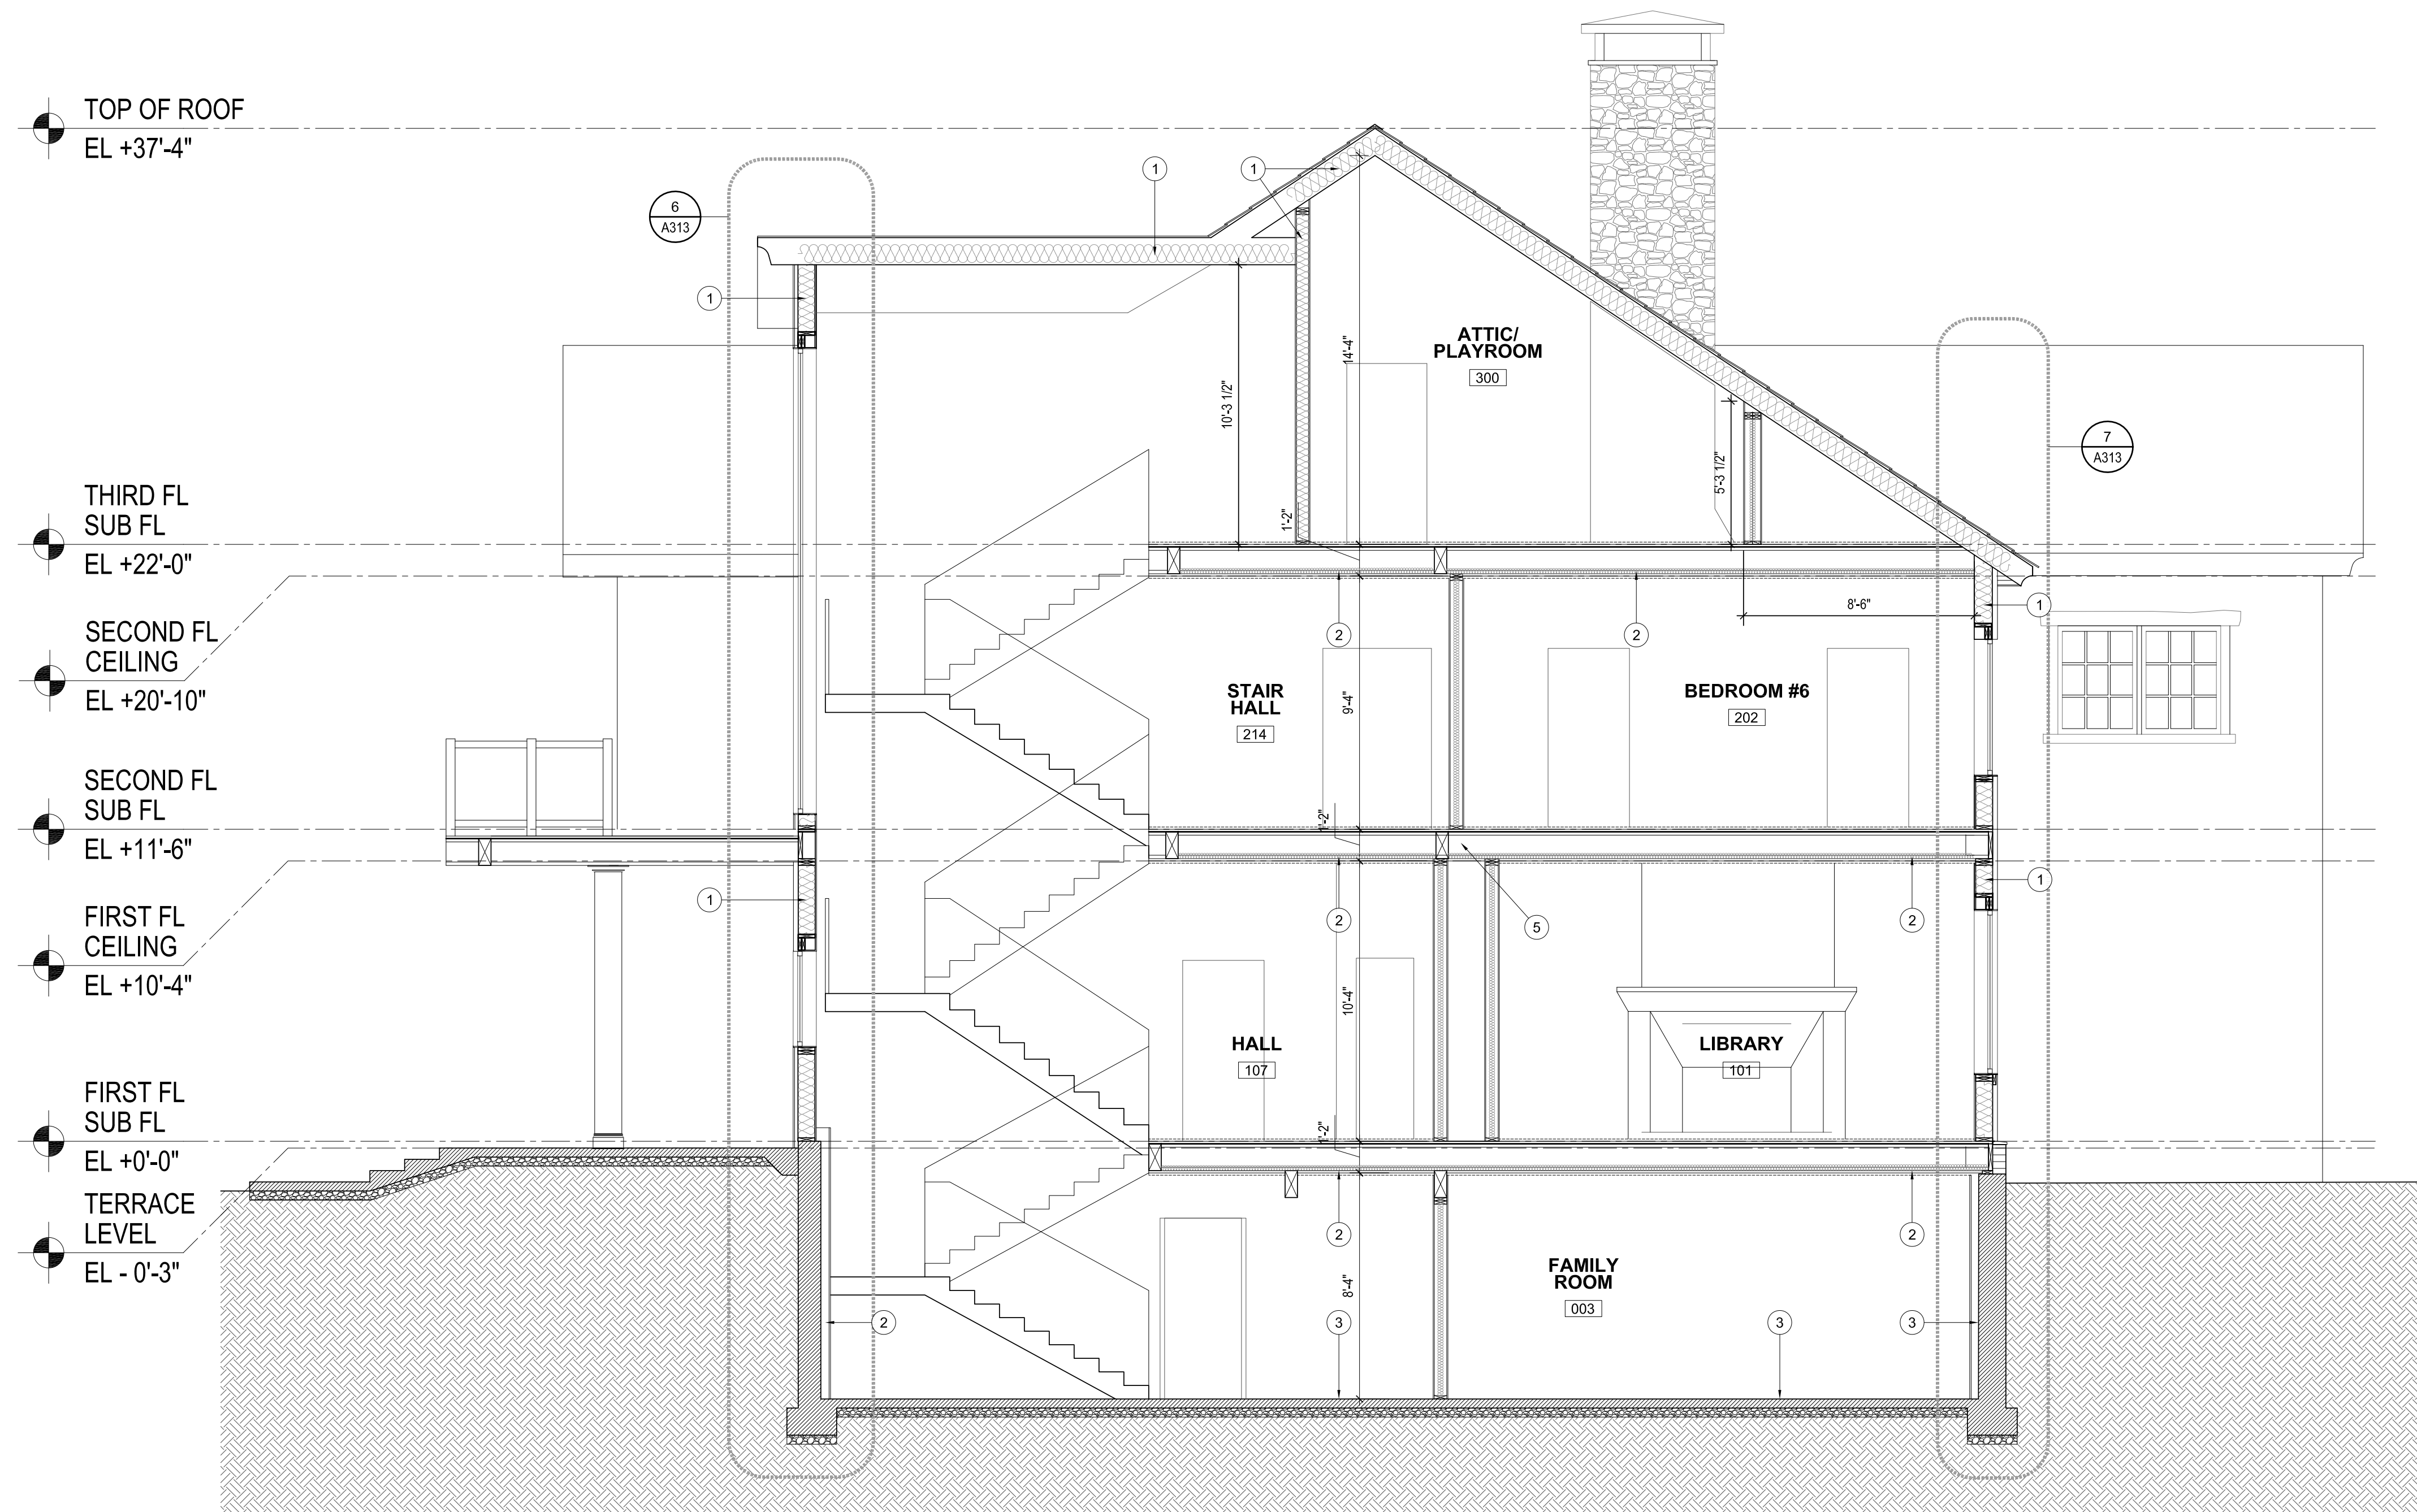 TOP OF ROOF
EL +37'-4"
1
1
6
A313
1
ATTIC/
PLAYROOM
300
14'-4"
10'-3 1/2"
7
A313
5'-3 1/2"
THIRD FL
SUB FL
EL +22'-0"
1'-2"
SECOND FL
CEILING
EL +20'-10"
8'-6"
1
2
2
STAIR
HALL
214
9'-4"
BEDROOM #6
202
SECOND FL
SUB FL
EL +11'-6"
1'-2"
1
1
2
5
2
FIRST FL
CEILING
EL +10'-4"
10'-4"
HALL
107
LIBRARY
101
FIRST FL
SUB FL
EL +0'-0"
1'-2"
TERRACE
LEVEL
EL - 0'-3"
2
2
FAMILY
ROOM
003
8'-4"
2
3
3
3